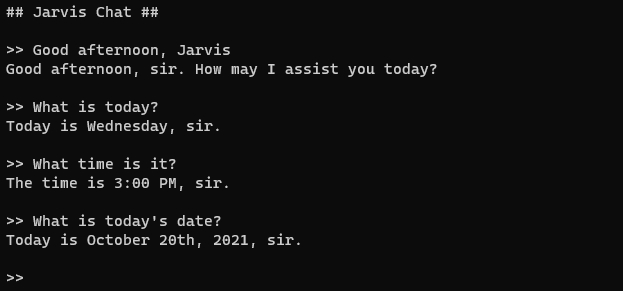 ## Jarvis Chat ##
>> Good afternoon, Jarvis
Good afternoon, sir. How may I assist you today?
>> What is today?
Today is Wednesday, sir.
>> What time is it?
The time is 3:00 PM, sir.
>> What is today's date?
Today is October 20th, 2021, sir.
>>